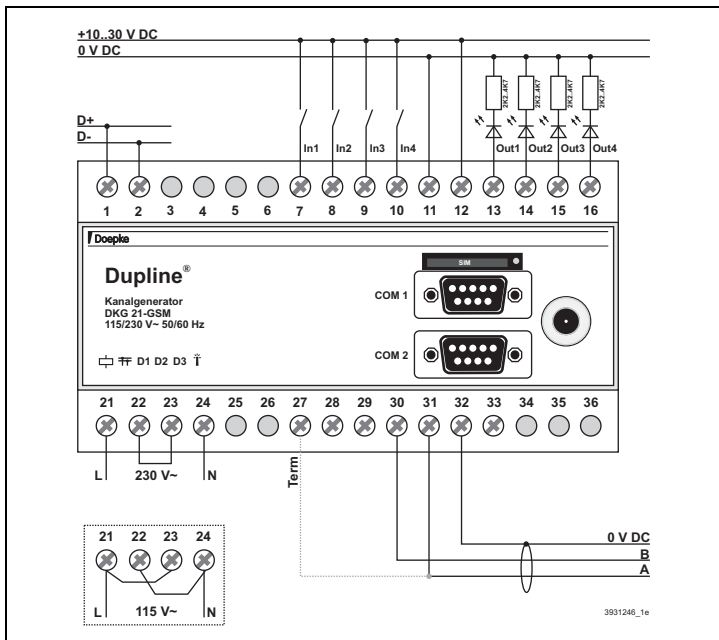 +10..30 V DC
0 V DC
D+
D-
In1 In2 In3 In4
2K2..4K7 2K2..4K7 2K2..4K7 2K2..4K7
Out1 Out2 Out3 Out4
1 2 3 4 5 6 7 8 9 10 11 12 13 14 15 16
Doepke
Dupline®
Kanalgenerator
DKG 21-GSM
115/230 V~ 50/60 Hz
D1 D2 D3
SIM
COM 1
COM 2
21 22 23 24 25 26 27 28 29 30 31 32 33 34 35 36
L 230 V~ N
Term
21 22 23 24
L 115 V~ N
0 V DC
B
A
3931246_1e